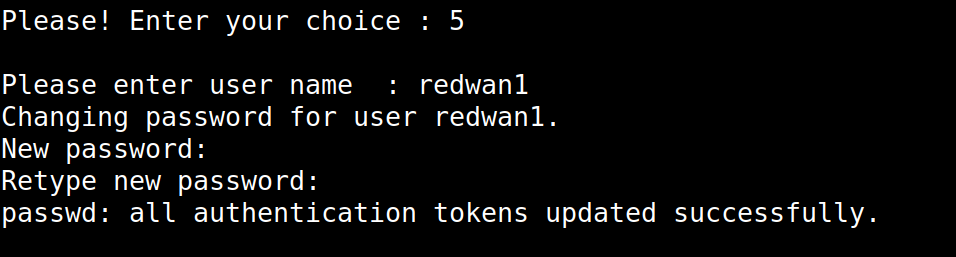 Please! Enter your choice : 5
Please enter user name  : redwan1
Changing password for user redwan1.
New password:
Retype new password:
passwd: all authentication tokens updated successfully.